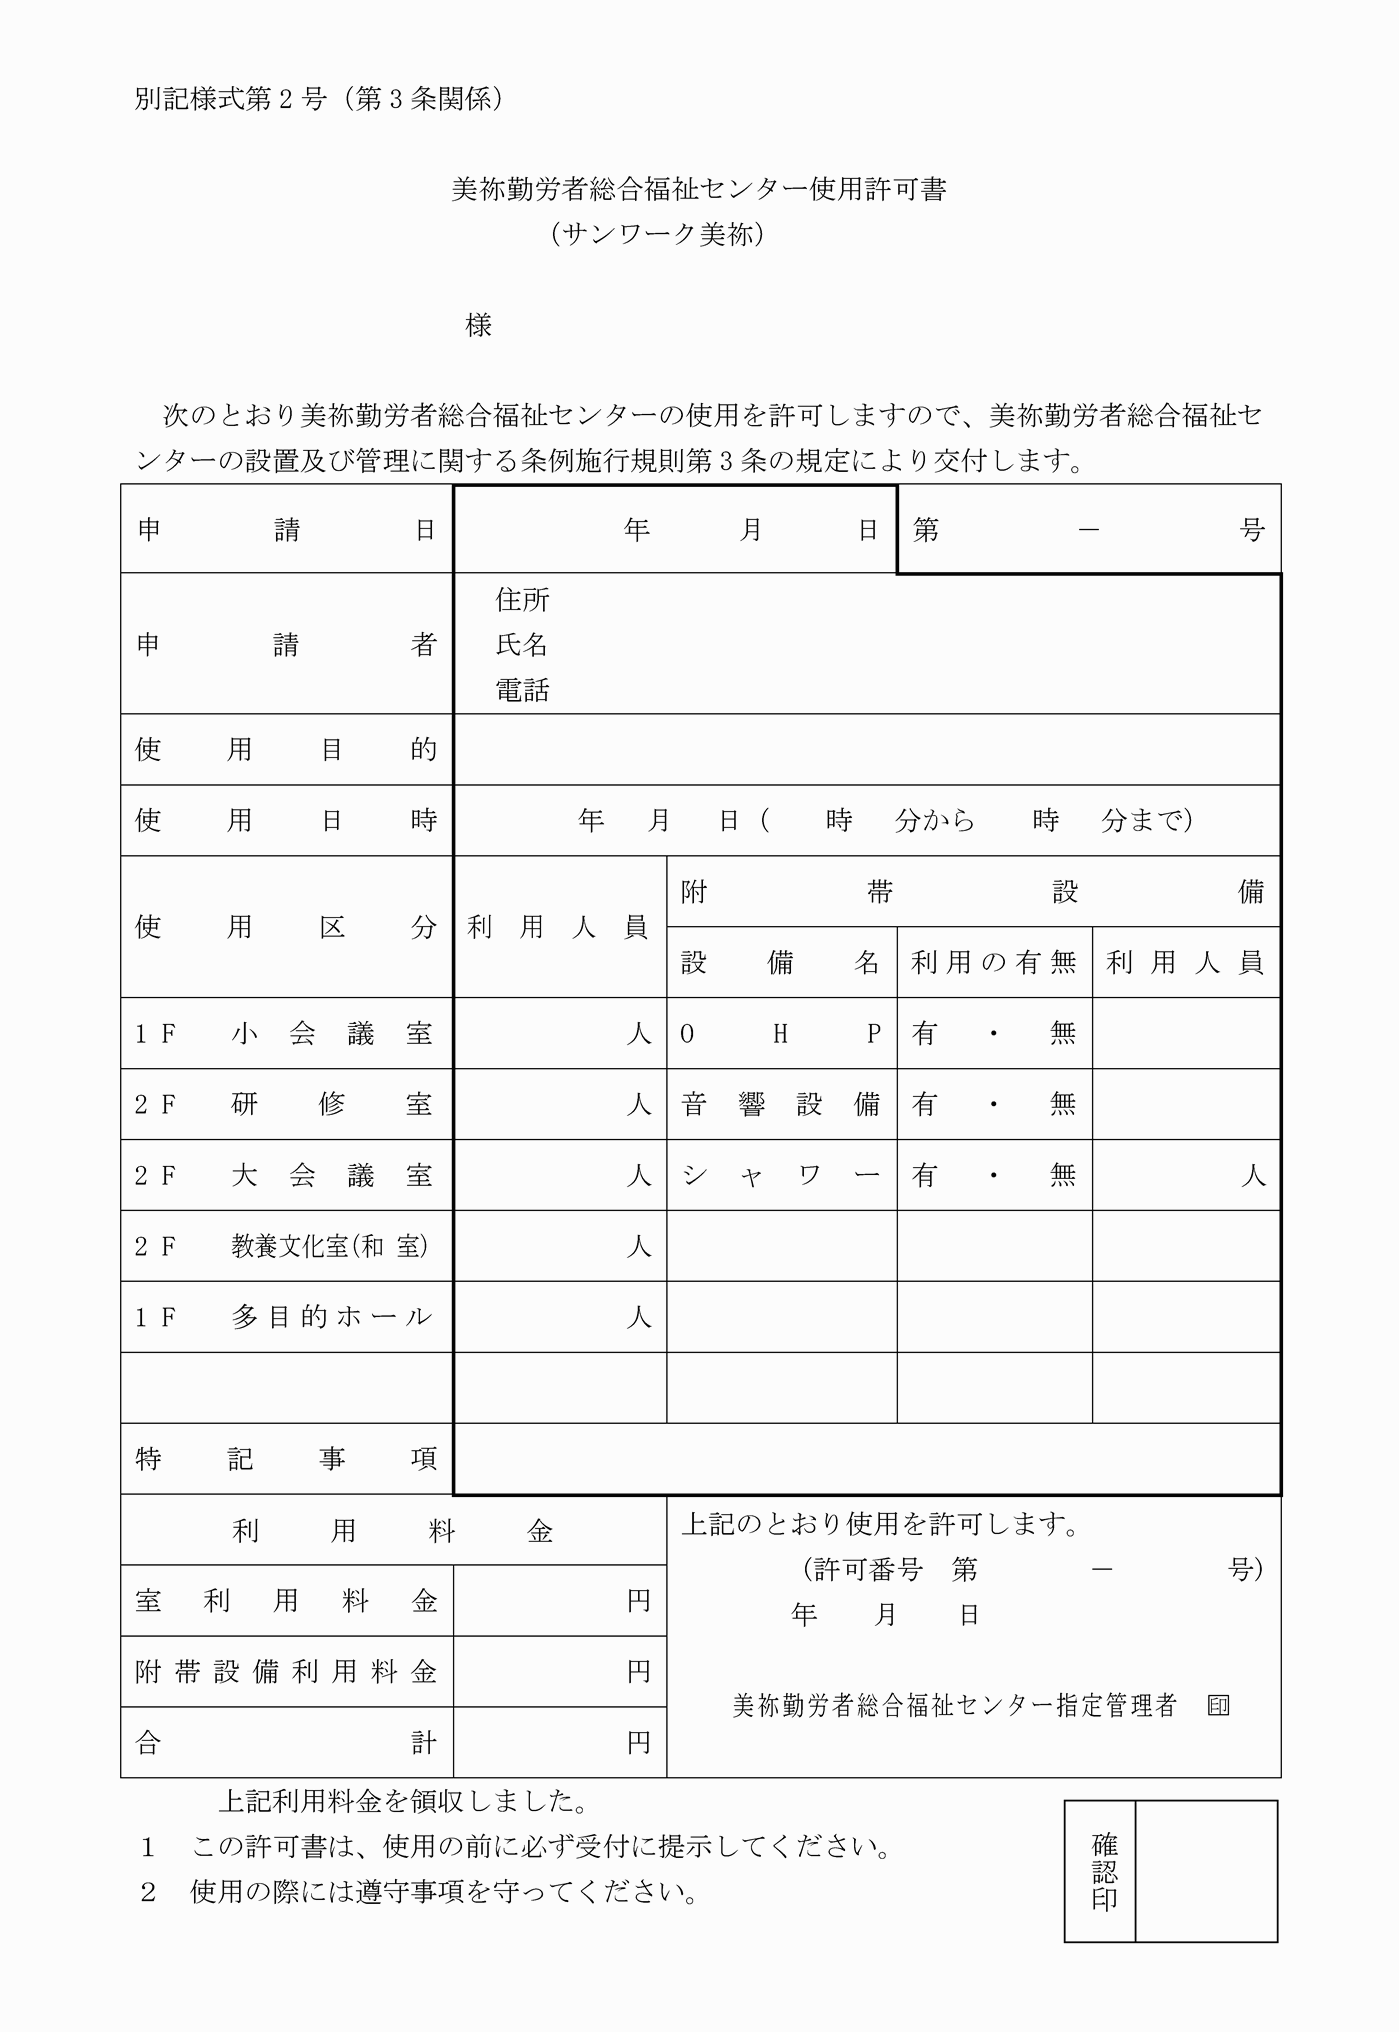 別記様式第２号（第３条関係）
美祢勤労者総合福祉センター使用許可書
（サンワーク美祢）
様
次のとおり美祢勤労者総合福祉センターの使用を許可しますので、美祢勤労者総合福祉セ
ンターの設置及び管理に関する条例施行規則第３条の規定により交付します。
申請日 年 月 日 第 － 号
住所
申請者 氏名
電話
使用目的
使用日時 年 月 日（ 時 分から 時 分まで）
附帯設備
使用区分 利用人員
設備名 利用の有無 利用人員
1F 小会議室 人 OHP 有・無
2F 研修室 人 音響設備 有・無
2F 大会議室 人 シャワー 有・無 人
2F 教養文化室(和室) 人
1F 多目的ホール 人
特記事項
利用料金 上記のとおり使用を許可します。
（許可番号 第 － 号）
室利用料金 円
年 月 日
附帯設備利用料金 円
美祢勤労者総合福祉センター指定管理者 印
合計 円
上記利用料金を領収しました。
１ この許可書は、使用の前に必ず受付に提示してください。
２ 使用の際には遵守事項を守ってください。
確認印